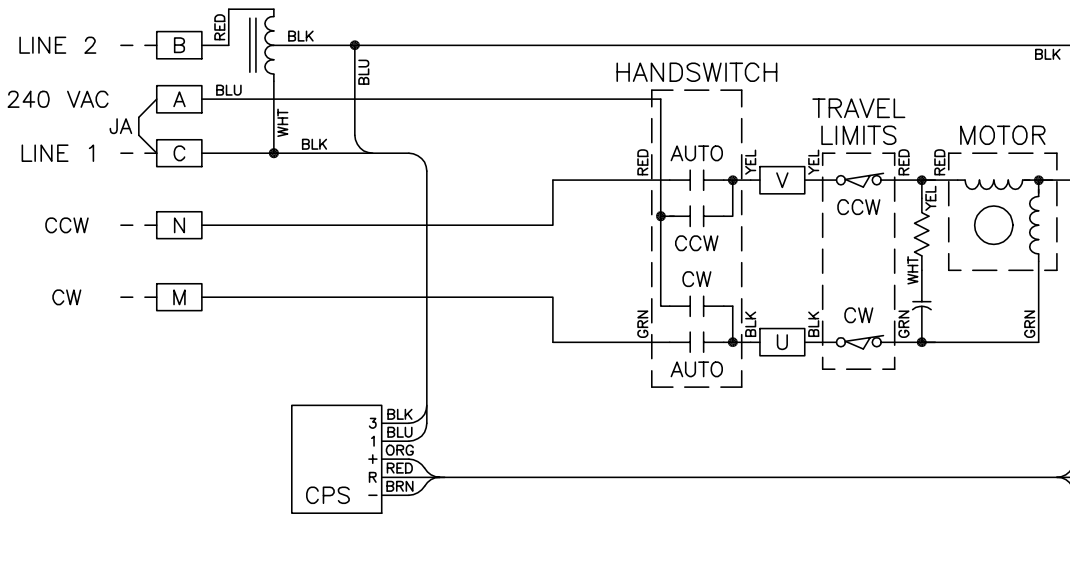 LINE 2
B
RED
BLK
BLK
BLU
240 VAC
A
BLU
JA
WHT
LINE 1
C
BLK
CCW
N
CW
M
HANDSWITCH
RED
AUTO
YEL
V
YEL
CCW
CW
GRN
AUTO
BLK
U
BLK
TRAVEL
LIMITS
CCW
CW
RED
RED
YEL
WHT
GRN
MOTOR
GRN
CPS
3 BLK
1 BLU
+ ORG
R RED
- BRN